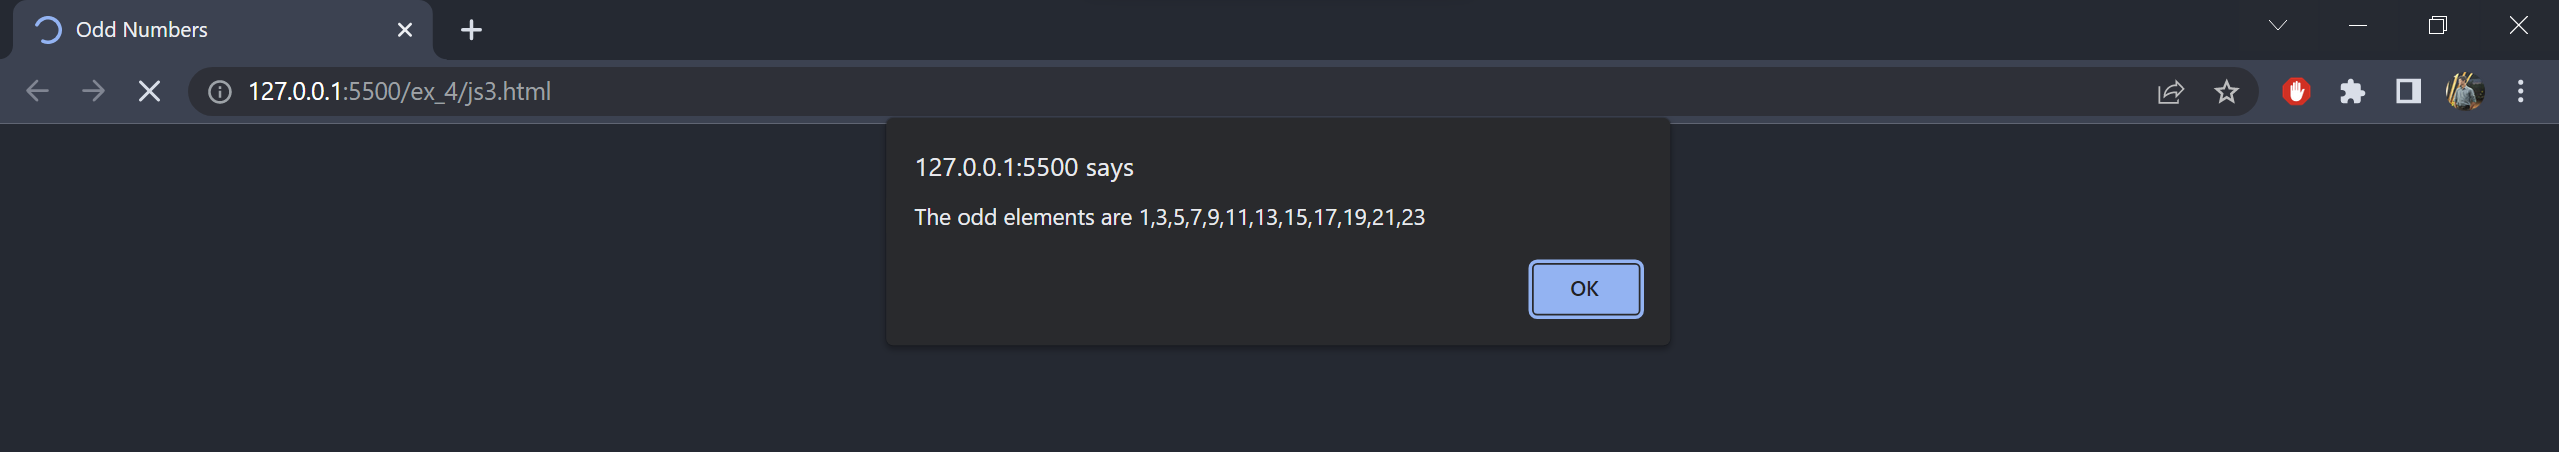 Odd Numbers
127.0.0.1:5500/ex_4/js3.html
127.0.0.1:5500 says
The odd elements are 1,3,5,7,9,11,13,15,17,19,21,23
OK